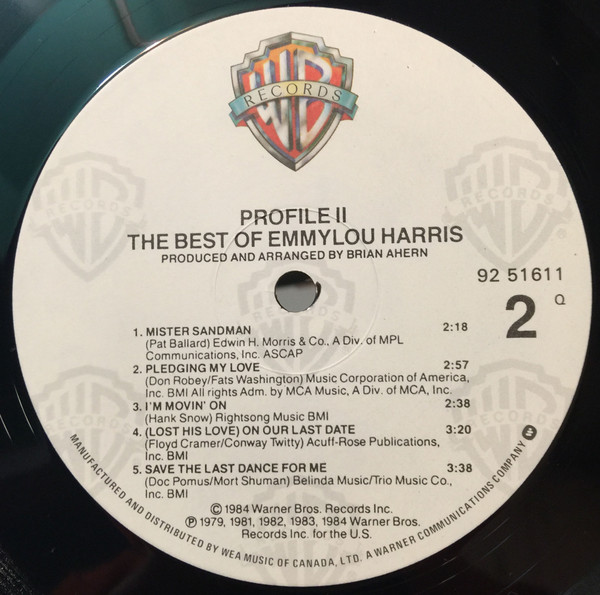 WB
RECORDS
PROFILE II
THE BEST OF EMMYLOU HARRIS
PRODUCED AND ARRANGED BY BRIAN AHERN
92 51611
2 Q
1. MISTER SANDMAN 2:18
(Pat Ballard) Edwin H. Morris & Co., A Div. of MPL
Communications, Inc. ASCAP
2. PLEDGING MY LOVE 2:57
(Don Robey/Fats Washington) Music Corporation of America,
Inc. BMI All rights Adm. by MCA Music, A Div. of MCA, Inc.
3. I'M MOVIN' ON 2:38
(Hank Snow) Rightsong Music BMI
4. (LOST HIS LOVE) ON OUR LAST DATE 3:20
(Floyd Cramer/Conway Twitty) Acuff-Rose Publications,
Inc. BMI
5. SAVE THE LAST DANCE FOR ME 3:38
(Doc Pomus/Mort Shuman) Belinda Music/Trio Music Co.,
Inc. BMI
© 1984 Warner Bros. Records Inc.
℗ 1979, 1981, 1982, 1983, 1984 Warner Bros.
Records Inc. for the U.S.
MANUFACTURED AND DISTRIBUTED BY WEA MUSIC OF CANADA, LTD. A WARNER COMMUNICATIONS COMPANY